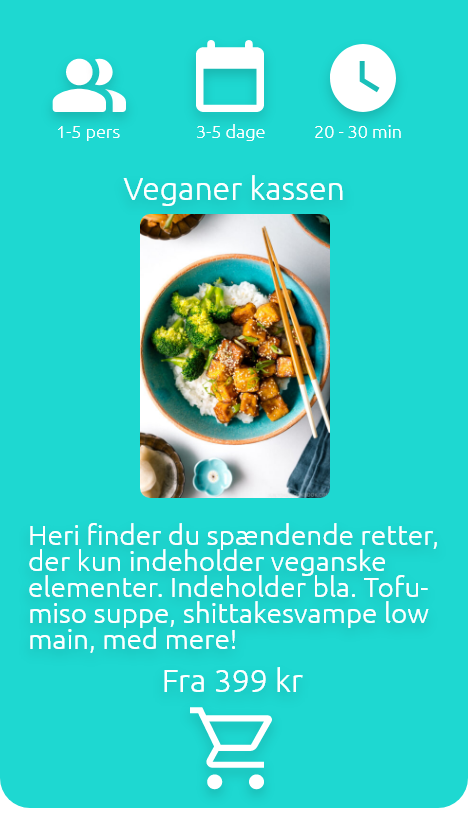 1-5 pers 3-5 dage 20 - 30 min
Veganer kassen
Heri finder du spændende retter,
der kun indeholder veganske
elementer. Indeholder bla. Tofu-
miso suppe, shittakesvampe low
main, med mere!
Fra 399 kr